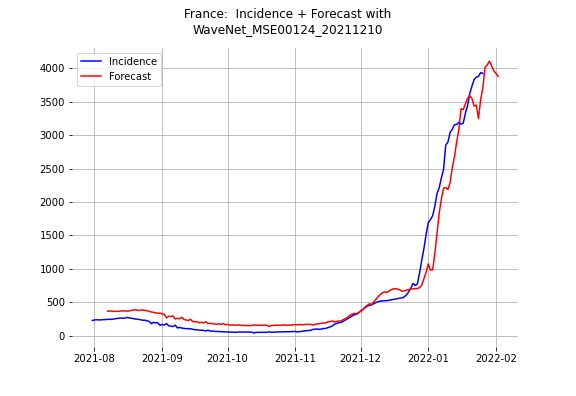 France:  Incidence + Forecast with
WaveNet_MSE00124_20211210
Incidence
Forecast
4000
3500
3000
2500
2000
1500
1000
500
0
2021-08 2021-09 2021-10 2021-11 2021-12 2022-01 2022-02